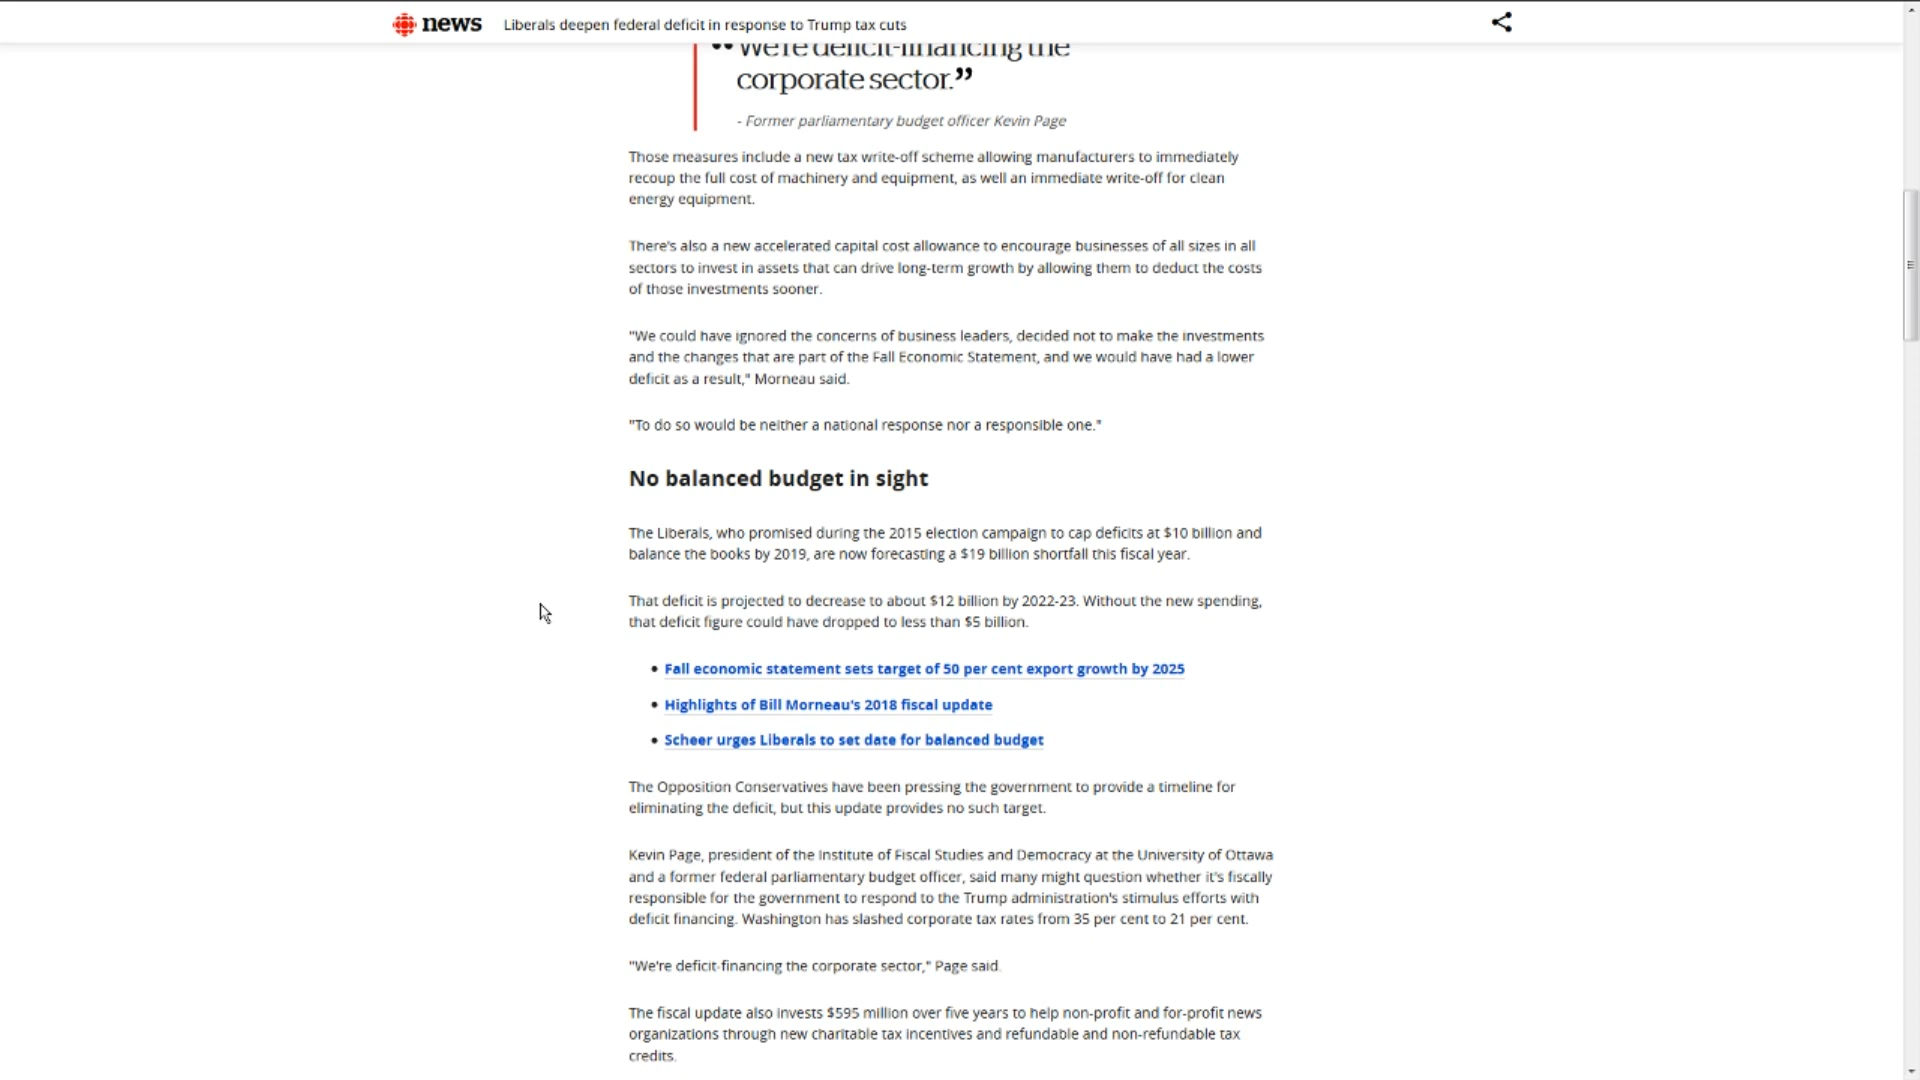 news Liberals deepen federal deficit in response to Trump tax cuts
“We're deficit-financing the
corporate sector.”
- Former parliamentary budget officer Kevin Page
Those measures include a new tax write-off scheme allowing manufacturers to immediately
recoup the full cost of machinery and equipment, as well an immediate write-off for clean
energy equipment.
There's also a new accelerated capital cost allowance to encourage businesses of all sizes in all
sectors to invest in assets that can drive long-term growth by allowing them to deduct the costs
of those investments sooner.
"We could have ignored the concerns of business leaders, decided not to make the investments
and the changes that are part of the Fall Economic Statement, and we would have had a lower
deficit as a result," Morneau said.
"To do so would be neither a national response nor a responsible one."
No balanced budget in sight
The Liberals, who promised during the 2015 election campaign to cap deficits at $10 billion and
balance the books by 2019, are now forecasting a $19 billion shortfall this fiscal year.
That deficit is projected to decrease to about $12 billion by 2022-23. Without the new spending,
that deficit figure could have dropped to less than $5 billion.
• Fall economic statement sets target of 50 per cent export growth by 2025
• Highlights of Bill Morneau's 2018 fiscal update
• Scheer urges Liberals to set date for balanced budget
The Opposition Conservatives have been pressing the government to provide a timeline for
eliminating the deficit, but this update provides no such target.
Kevin Page, president of the Institute of Fiscal Studies and Democracy at the University of Ottawa
and a former federal parliamentary budget officer, said many might question whether it's fiscally
responsible for the government to respond to the Trump administration's stimulus efforts with
deficit financing. Washington has slashed corporate tax rates from 35 per cent to 21 per cent.
"We're deficit-financing the corporate sector," Page said.
The fiscal update also invests $595 million over five years to help non-profit and for-profit news
organizations through new charitable tax incentives and refundable and non-refundable tax
credits.